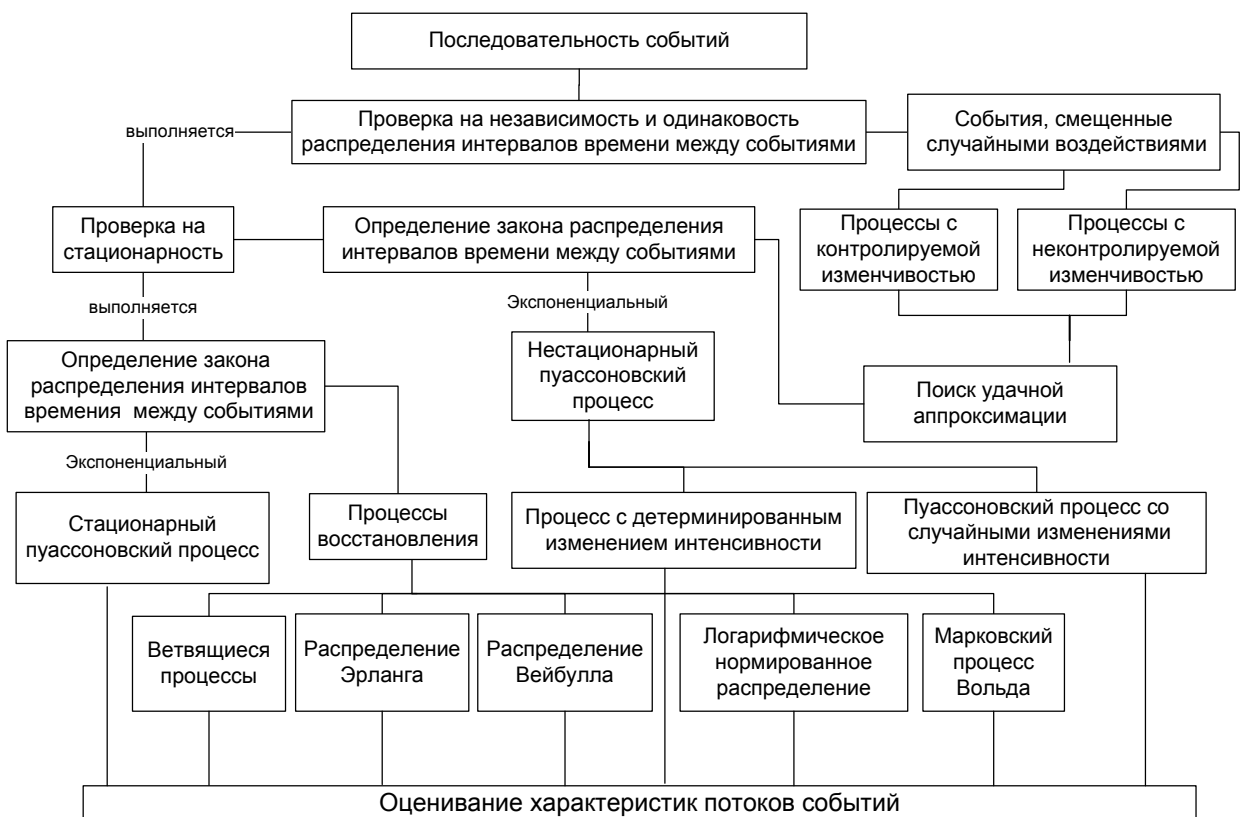 Последовательность событий
выполняется
Проверка на независимость и одинаковость
распределения интервалов времени между событиями
События, смещенные
случайными воздействиями
Проверка на
стационарность
Определение закона распределения
интервалов времени между событиями
Процессы с
контролируемой
изменчивостью
Процессы с
неконтролируемой
изменчивостью
выполняется
Экспоненциальный
Определение закона
распределения интервалов
времени между событиями
Нестационарный
пуассоновский
процесс
Поиск удачной
аппроксимации
Экспоненциальный
Стационарный
пуассоновский процесс
Процессы
восстановления
Процесс с детерминированным
изменением интенсивности
Пуассоновский процесс со
случайными изменениями
интенсивности
Ветвящиеся
процессы
Распределение
Эрланга
Распределение
Вейбулла
Логарифмическое
нормированное
распределение
Марковский
процесс
Вольда
Оценивание характеристик потоков событий